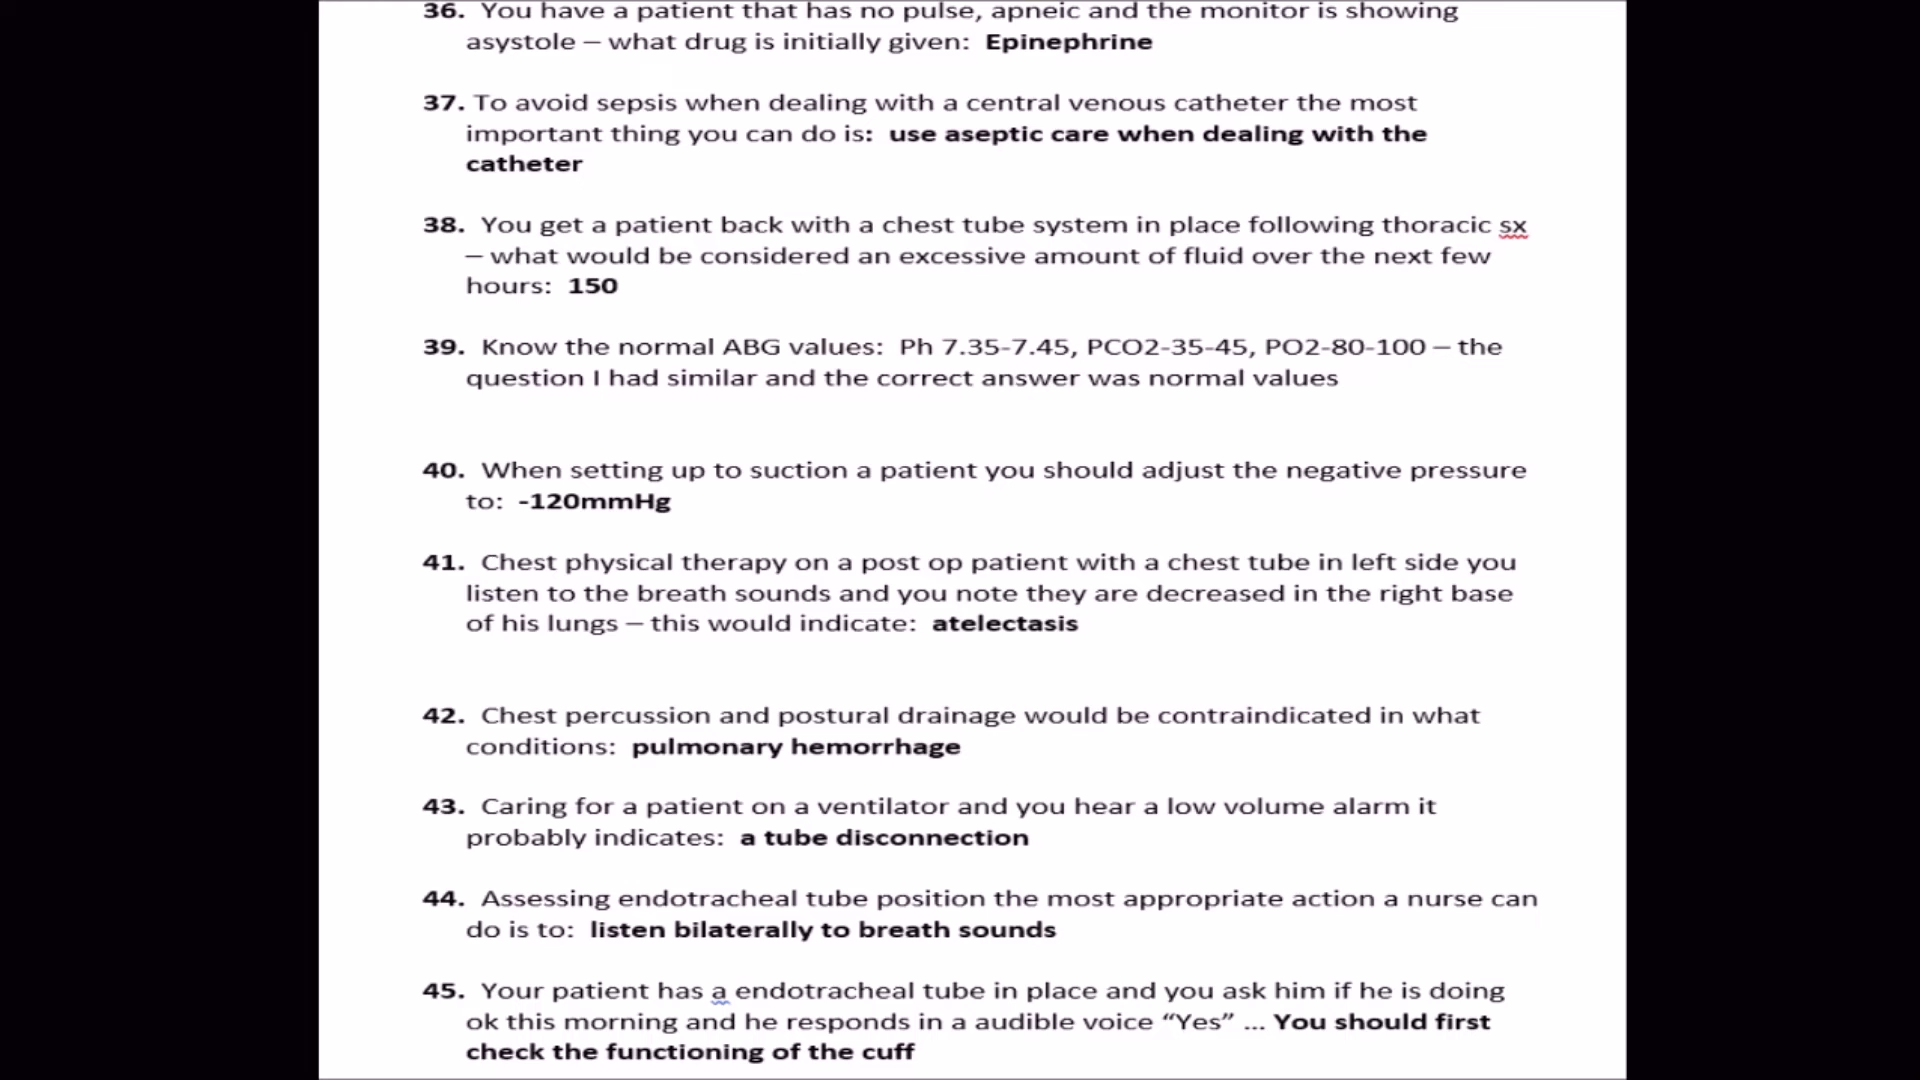 36. You have a patient that has no pulse, apneic and the monitor is showing
asystole – what drug is initially given: Epinephrine
37. To avoid sepsis when dealing with a central venous catheter the most
important thing you can do is: use aseptic care when dealing with the
catheter
38. You get a patient back with a chest tube system in place following thoracic sx
– what would be considered an excessive amount of fluid over the next few
hours: 150
39. Know the normal ABG values: Ph 7.35-7.45, PCO2-35-45, PO2-80-100 – the
question I had similar and the correct answer was normal values
40. When setting up to suction a patient you should adjust the negative pressure
to: -120mmHg
41. Chest physical therapy on a post op patient with a chest tube in left side you
listen to the breath sounds and you note they are decreased in the right base
of his lungs – this would indicate: atelectasis
42. Chest percussion and postural drainage would be contraindicated in what
conditions: pulmonary hemorrhage
43. Caring for a patient on a ventilator and you hear a low volume alarm it
probably indicates: a tube disconnection
44. Assessing endotracheal tube position the most appropriate action a nurse can
do is to: listen bilaterally to breath sounds
45. Your patient has a endotracheal tube in place and you ask him if he is doing
ok this morning and he responds in a audible voice “Yes” ... You should first
check the functioning of the cuff